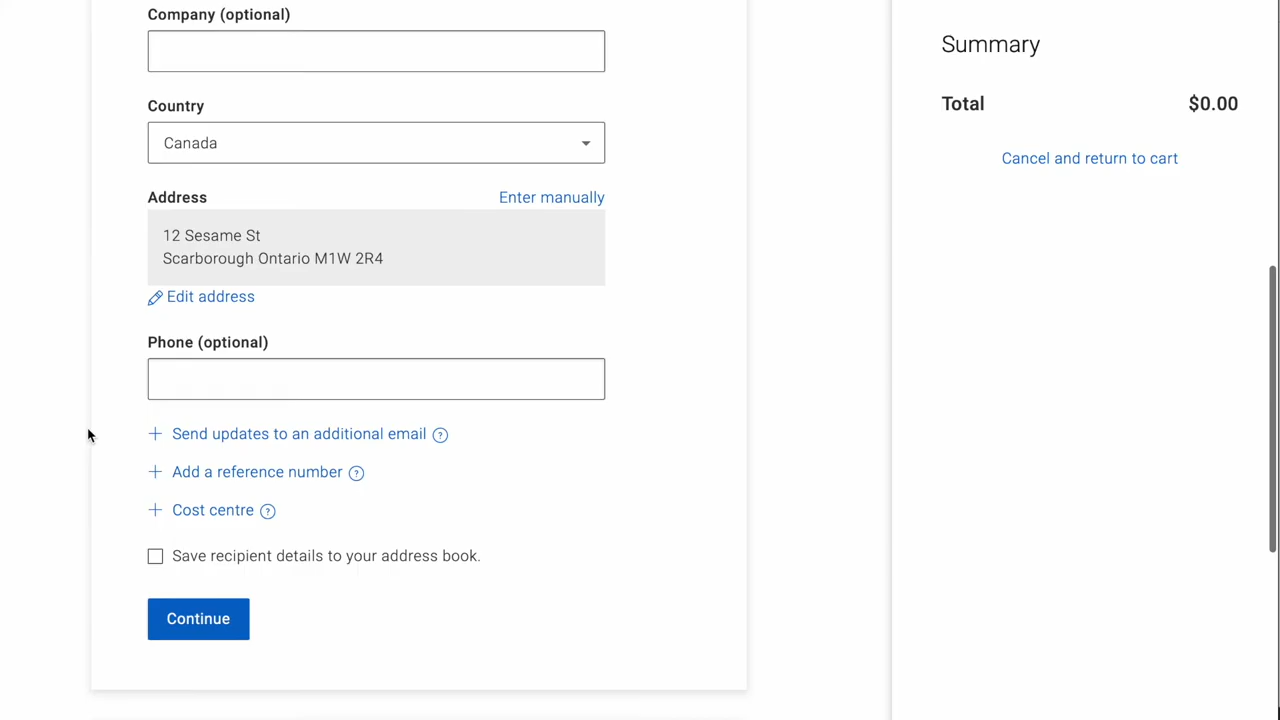 Company (optional)
Country
Canada
Address
Enter manually
12 Sesame St
Scarborough Ontario M1W 2R4
Edit address
Phone (optional)
+ Send updates to an additional email ?
+ Add a reference number ?
+ Cost centre ?
Save recipient details to your address book.
Continue
Summary
Total $0.00
Cancel and return to cart